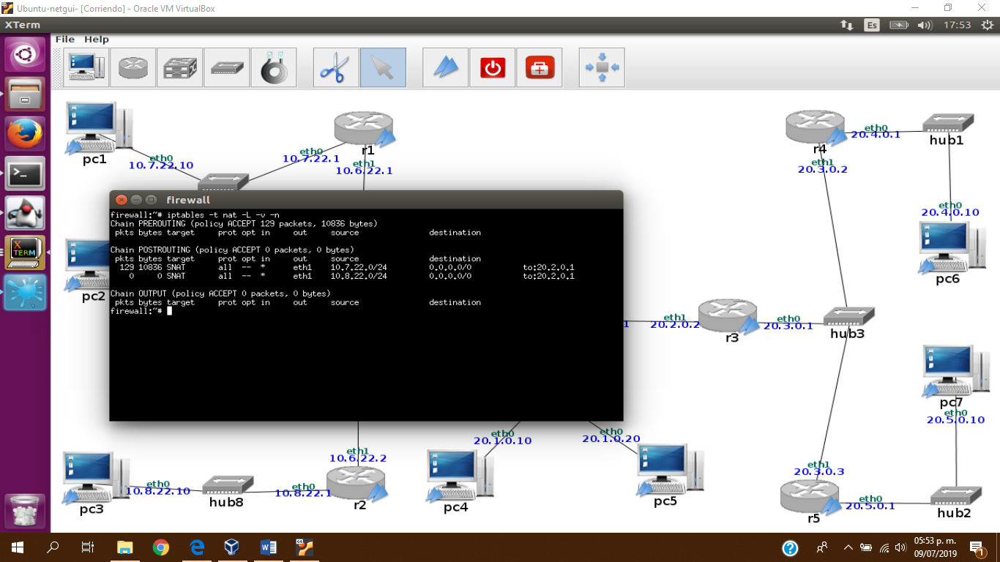 Ubuntu-netgui- [Corriendo] - Oracle VM VirtualBox
XTerm
Es
17:53
File Help
pc1
eth0
10.7.22.10
eth0
10.7.22.1
r1
eth1
10.6.22.1
r4
eth0
20.4.0.1
hub1
eth1
20.3.0.2
eth0
20.4.0.10
pc6
firewall
firewall:~# iptables -t nat -L -v -n
Chain PREROUTING (policy ACCEPT 129 packets, 10836 bytes)
pkts bytes target prot opt in out source destination
Chain POSTROUTING (policy ACCEPT 0 packets, 0 bytes)
pkts bytes target prot opt in out source destination
129 10836 SNAT all -- * eth1 10.7.22.0/24 0.0.0.0/0 to:20.2.0.1
0 0 SNAT all -- * eth1 10.8.22.0/24 0.0.0.0/0 to:20.2.0.1
Chain OUTPUT (policy ACCEPT 0 packets, 0 bytes)
pkts bytes target prot opt in out source destination
firewall:~#
X
TERM
pc2
1
eth1
20.2.0.2
r3
eth0
20.3.0.1
hub3
pc7
eth0
20.5.0.10
eth0
20.1.0.10
eth0
20.1.0.20
eth1
10.6.22.2
pc3
eth0
10.8.22.10
hub8
eth0
10.8.22.1
r2
pc4
pc5
eth1
20.3.0.3
r5
eth0
20.5.0.1
hub2
05:53 p. m.
09/07/2019
1